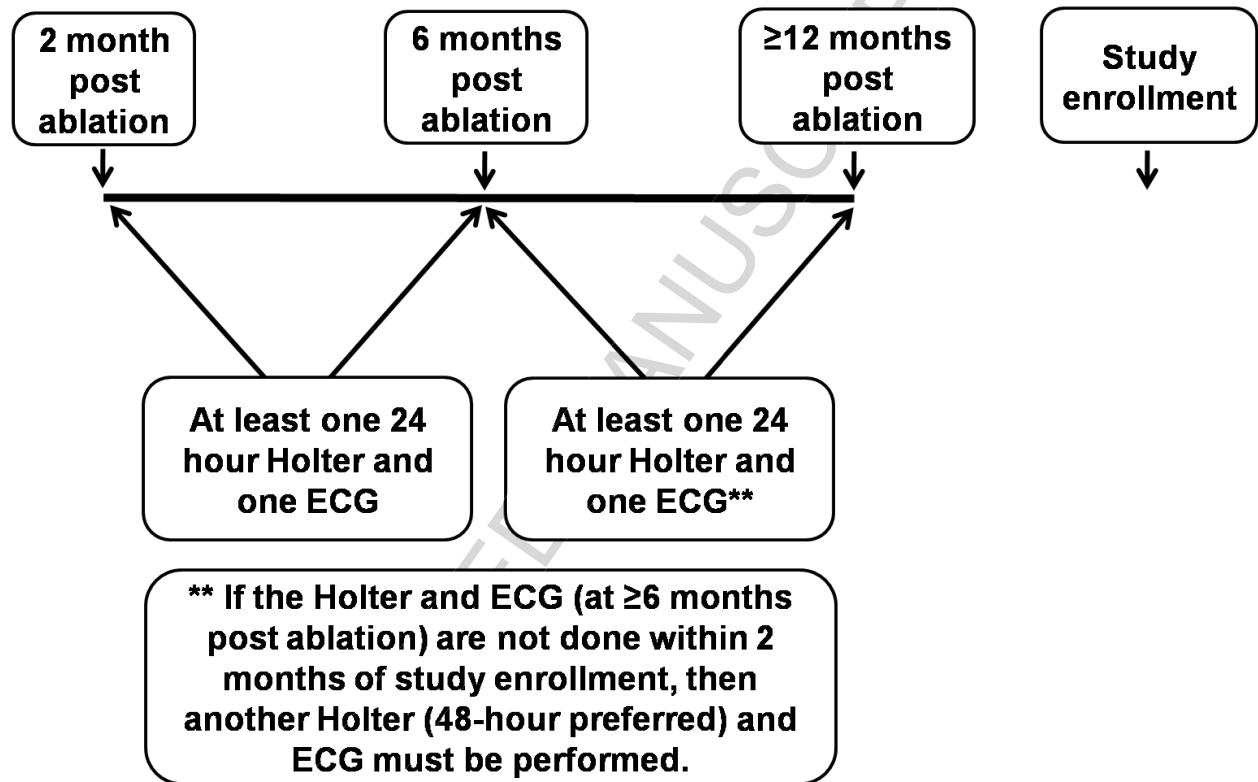 2 month
post
ablation
6 months
post
ablation
≥12 months
post
ablation
Study
enrollment
At least one 24
hour Holter and
one ECG
At least one 24
hour Holter and
one ECG**
** If the Holter and ECG (at ≥6 months
post ablation) are not done within 2
months of study enrollment, then
another Holter (48-hour preferred) and
ECG must be performed.